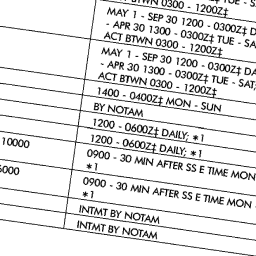 BTWN 0300 - 1200Z‡
MAY 1 - SEP 30 1200 - 0300Z‡
- APR 30 1300 - 0300Z‡ TUE - SAT
ACT BTWN 0300 - 1200Z‡
MAY 1 - SEP 30 1200 - 0300Z‡
- APR 30 1300 - 0300Z‡ TUE - SAT;
ACT BTWN 0300 - 1200Z‡
1400 - 0400Z‡ MON - SUN
BY NOTAM
1200 - 0600Z‡ DAILY; ∗1
1200 - 0600Z‡ DAILY; ∗1
10000 0900 - 30 MIN AFTER SS E TIME MON
∗1
6000 0900 - 30 MIN AFTER SS E TIME MON -
∗1
INTMT BY NOTAM
INTMT BY NOTAM